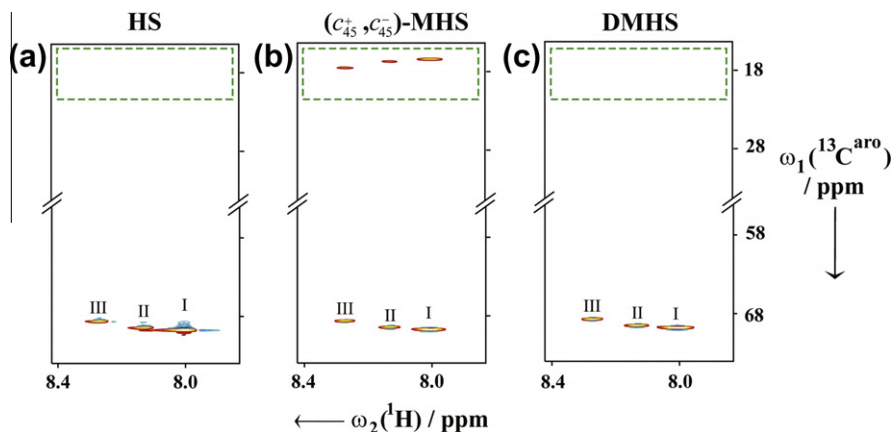 HS (c₄₅⁺ ,c₄₅⁻)-MHS DMHS
(a) (b) (c)
18
28
ω₁(¹³Cᵃʳᵒ)
/ ppm
58
III II I III II I III II I
68
8.4 8.0 8.4 8.0 8.4 8.0
← ω₂(¹H) / ppm